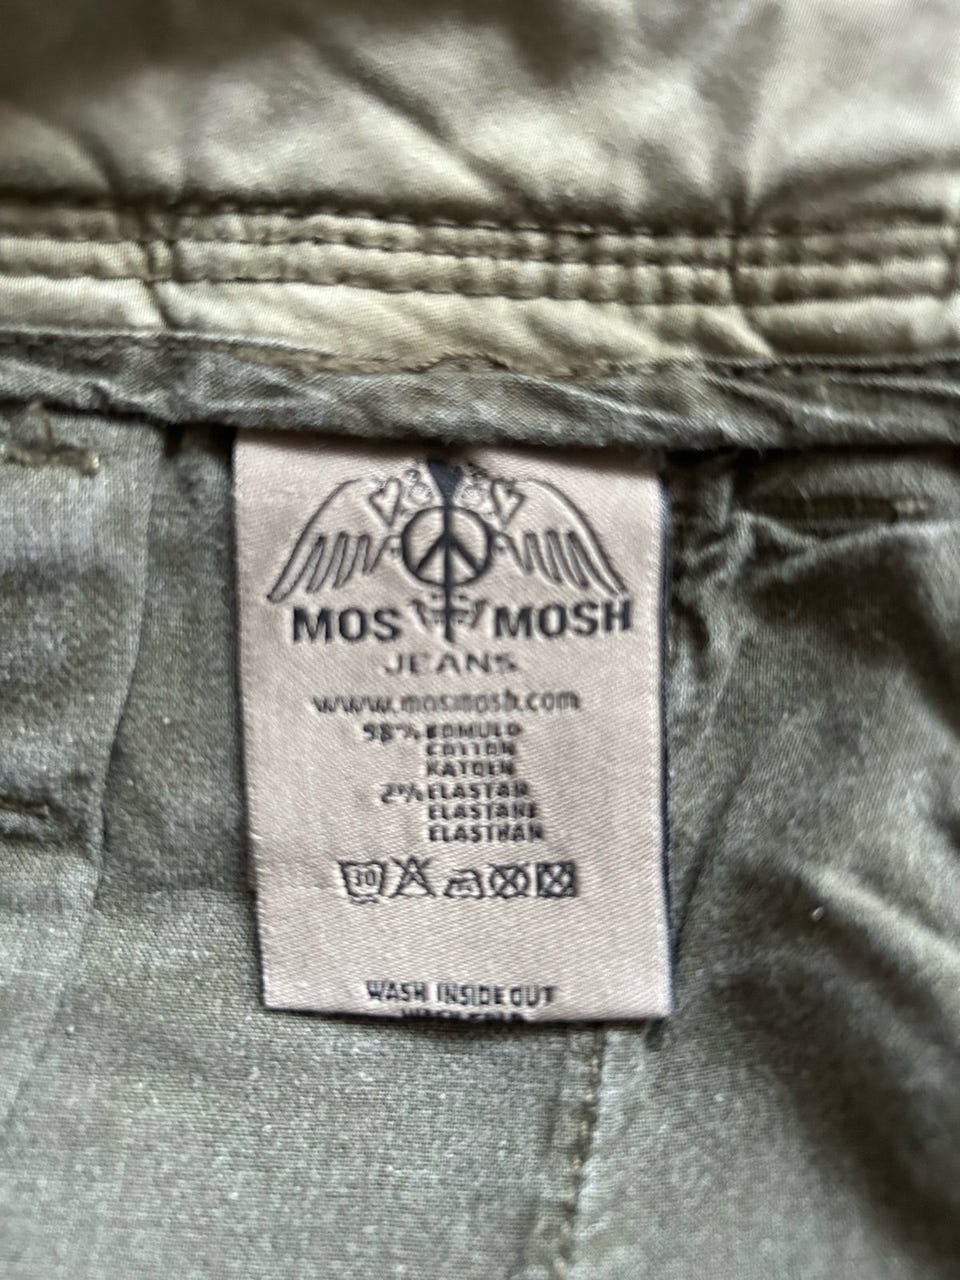 MOS MOSH
JEANS
www.mosmosh.com
98% BOMULD
COTTON
KATOEN
2% ELASTAN
ELASTANE
ELASTHAN
30
WASH INSIDE OUT